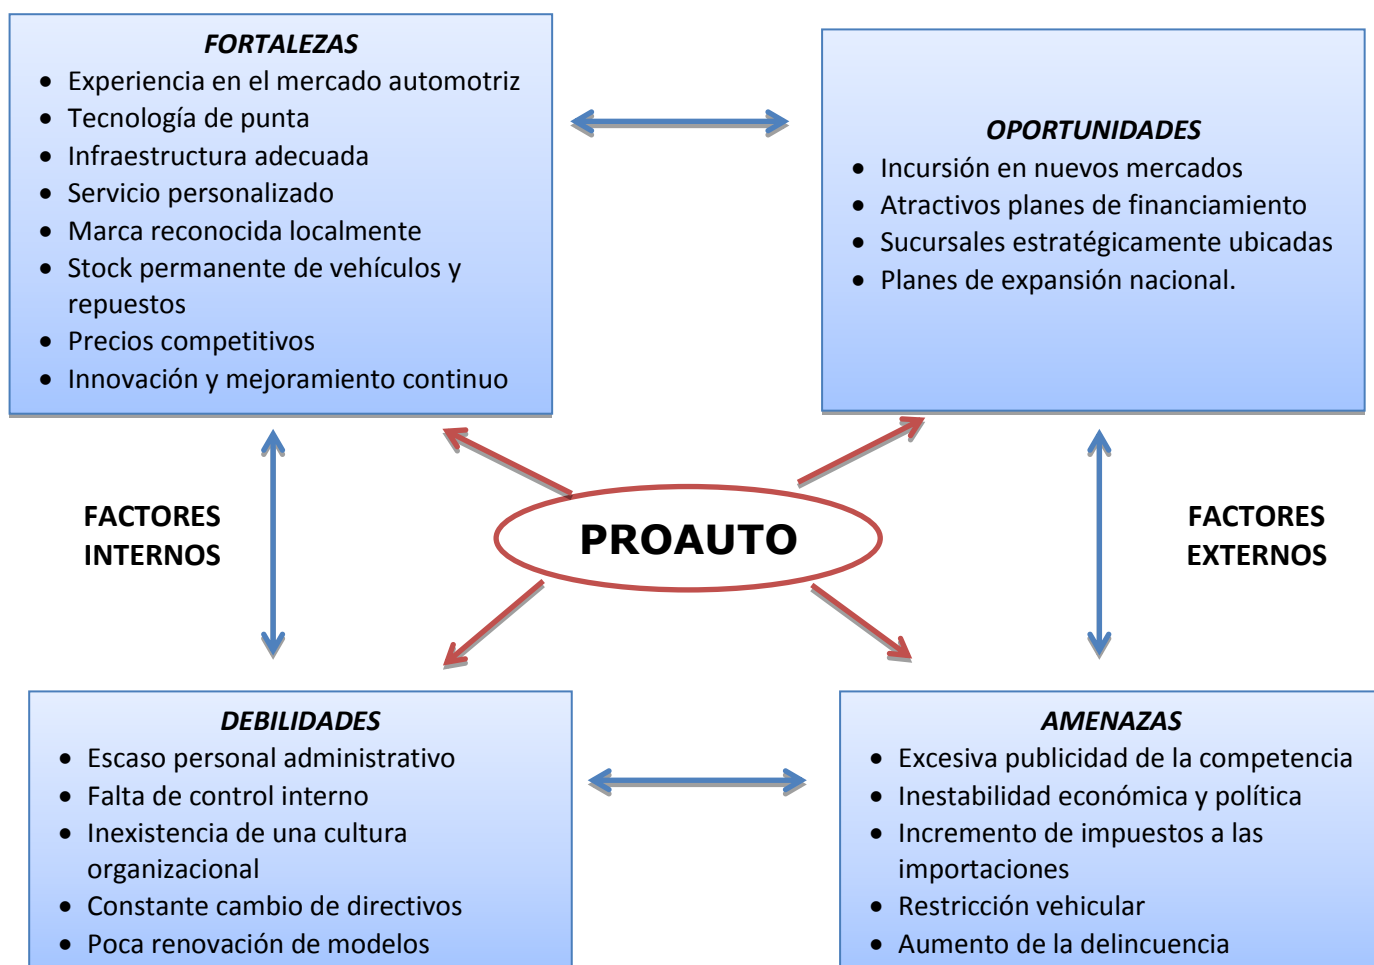 FORTALEZAS
• Experiencia en el mercado automotriz
• Tecnología de punta
• Infraestructura adecuada
• Servicio personalizado
• Marca reconocida localmente
• Stock permanente de vehículos y
repuestos
• Precios competitivos
• Innovación y mejoramiento continuo
OPORTUNIDADES
• Incursión en nuevos mercados
• Atractivos planes de financiamiento
• Sucursales estratégicamente ubicadas
• Planes de expansión nacional.
FACTORES
INTERNOS
PROAUTO
FACTORES
EXTERNOS
DEBILIDADES
• Escaso personal administrativo
• Falta de control interno
• Inexistencia de una cultura
organizacional
• Constante cambio de directivos
• Poca renovación de modelos
AMENAZAS
• Excesiva publicidad de la competencia
• Inestabilidad económica y política
• Incremento de impuestos a las
importaciones
• Restricción vehicular
• Aumento de la delincuencia